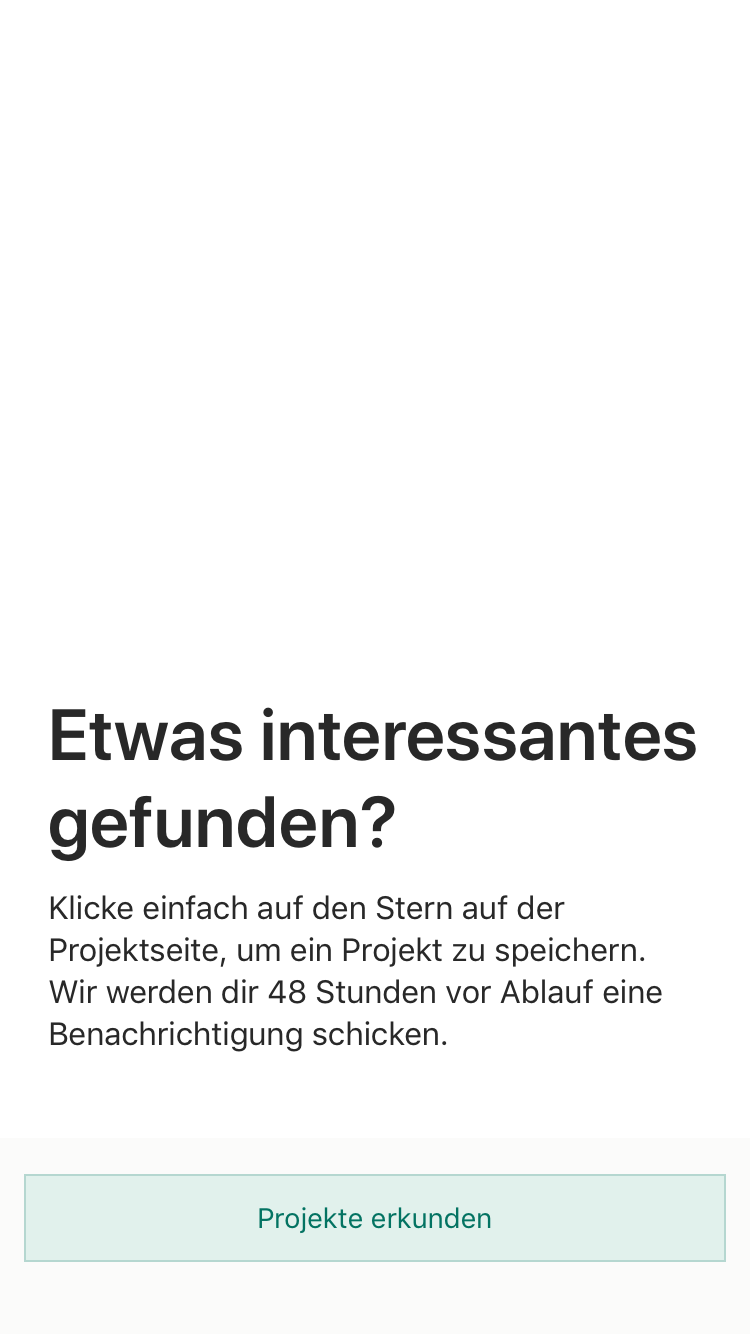 Etwas interessantes
gefunden?
Klicke einfach auf den Stern auf der
Projektseite, um ein Projekt zu speichern.
Wir werden dir 48 Stunden vor Ablauf eine
Benachrichtigung schicken.
Projekte erkunden